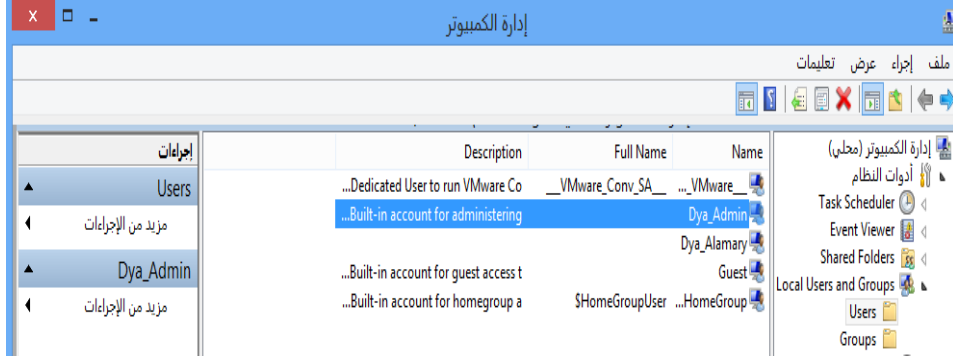 إدارة الكمبيوتر
ملف إجراء عرض تعليمات
إدارة الكمبيوتر (محلي)
أدوات النظام
Task Scheduler
Event Viewer
Shared Folders
Local Users and Groups
Users
Groups
Name Full Name Description
__VMware_... __VMware_Conv_SA__ Dedicated User to run VMware Co...
Dya_Admin Built-in account for administering...
Dya_Alamary
Guest Built-in account for guest access t...
HomeGroup... HomeGroupUser$ Built-in account for homegroup a...
إجراءات
Users
مزيد من الإجراءات
Dya_Admin
مزيد من الإجراءات